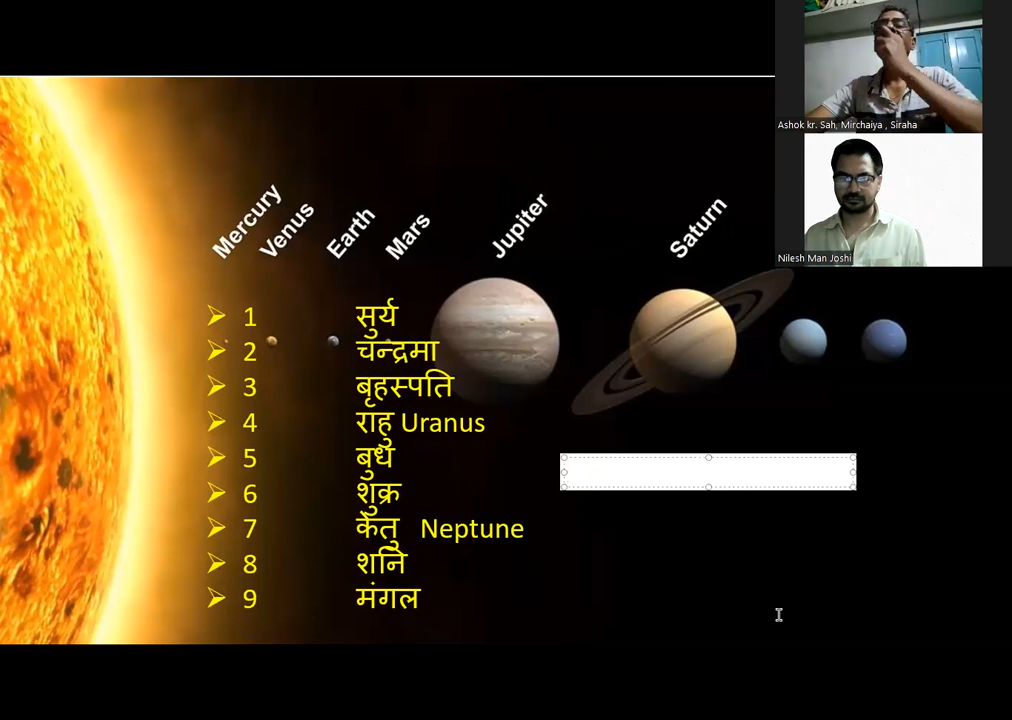 Ashok kr. Sah, Mirchaiya , Siraha
Nilesh Man Joshi
Mercury
Venus
Earth
Mars
Jupiter
Saturn
➢ 1 सुर्य
➢ 2 चन्द्रमा
➢ 3 बृहस्पति
➢ 4 राहु Uranus
➢ 5 बुध
➢ 6 शुक्र
➢ 7 केतु Neptune
➢ 8 शनि
➢ 9 मंगल